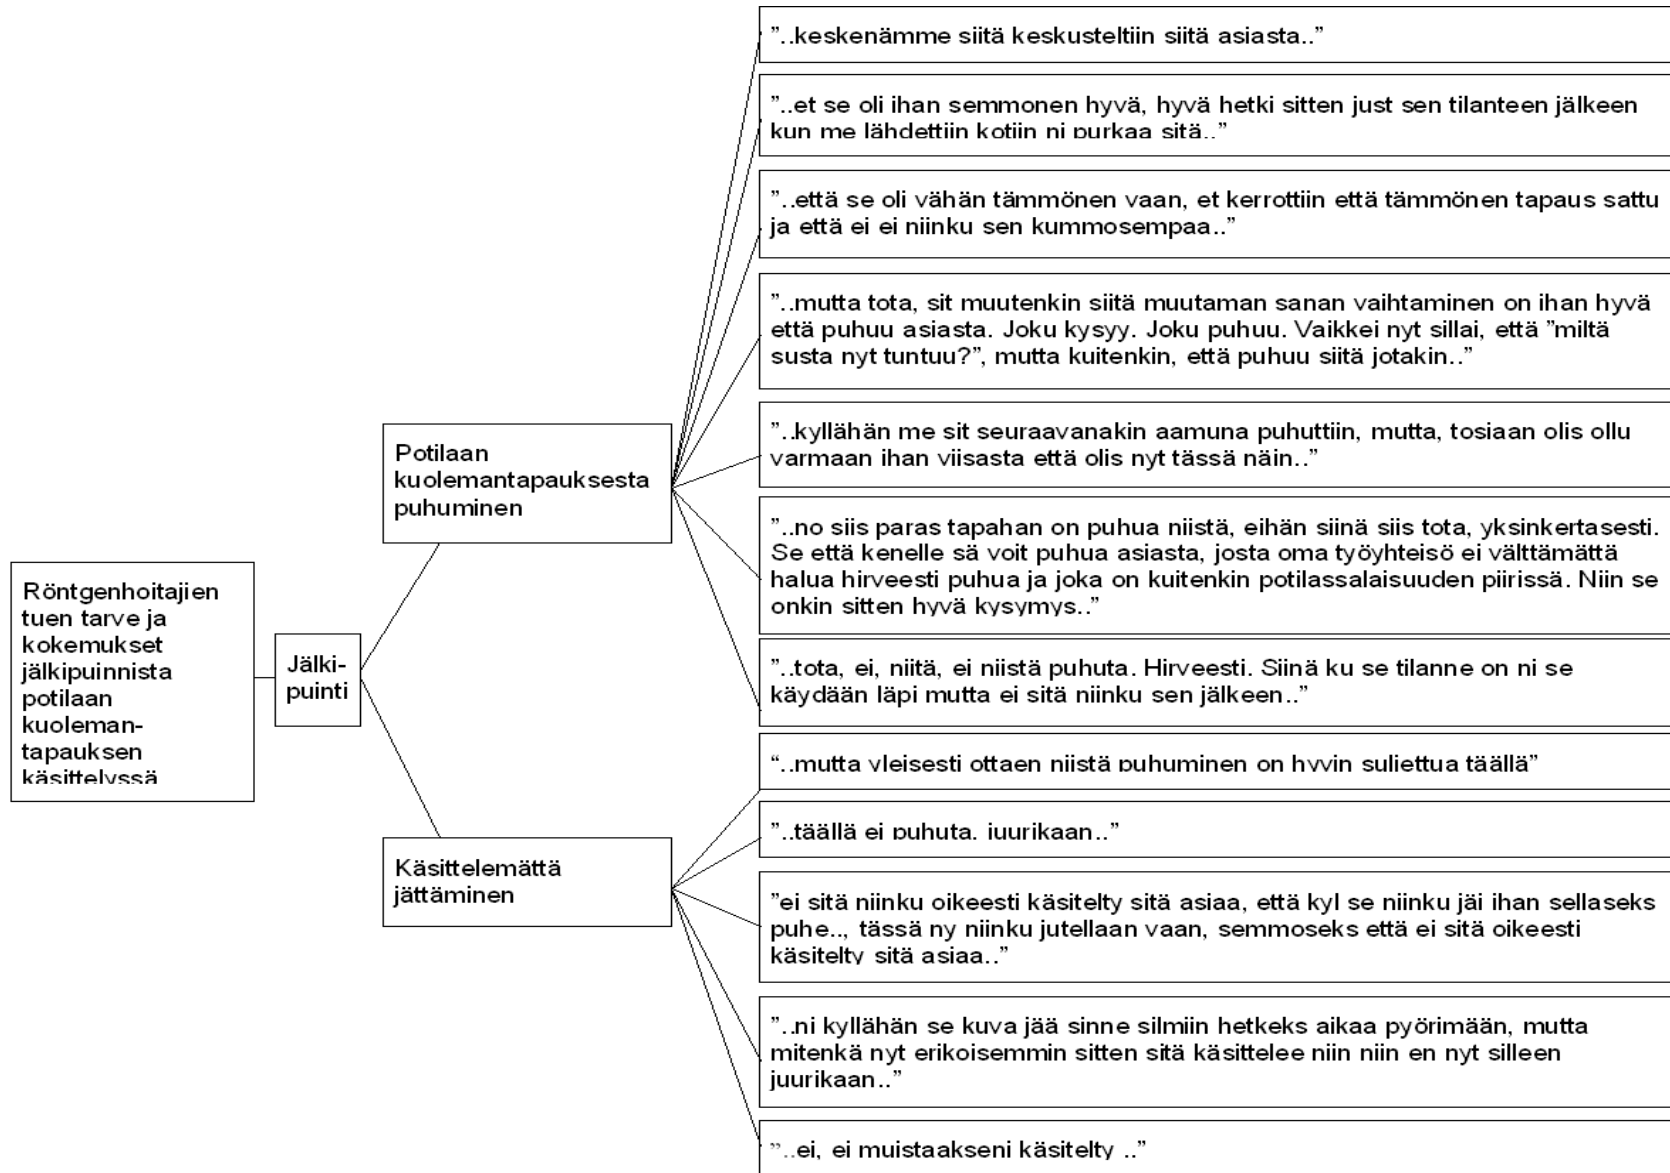 Röntgenhoitajien
tuen tarve ja
kokemukset
jälkipuinnista
potilaan
kuoleman-
tapauksen
käsittelyssä
Jälki-
puinti
Potilaan
kuolemantapauksesta
puhuminen
"..keskenämme siitä keskusteltiin siitä asiasta.."
"..et se oli ihan semmonen hyvä, hyvä hetki sitten just sen tilanteen jälkeen
kun me lähdettiin kotiin ni purkaa sitä.."
"..että se oli vähän tämmönen vaan, et kerrottiin että tämmönen tapaus sattu
ja että ei ei niinku sen kummosempaa.."
"..mutta tota, sit muutenkin siitä muutaman sanan vaihtaminen on ihan hyvä
että puhuu asiasta. Joku kysyy. Joku puhuu. Vaikkei nyt sillai, että "miltä
susta nyt tuntuu?", mutta kuitenkin, että puhuu siitä jotakin.."
"..kyllähän me sit seuraavanakin aamuna puhuttiin, mutta, tosiaan olis ollu
varmaan ihan viisasta että olis nyt tässä näin.."
"..no siis paras tapahan on puhua niistä, eihän siinä siis tota, yksinkertasesti.
Se että kenelle sä voit puhua asiasta, josta oma työyhteisö ei välttämättä
halua hirveesti puhua ja joka on kuitenkin potilassalaisuuden piirissä. Niin se
onkin sitten hyvä kysymys.."
"..tota, ei, niitä, ei niistä puhuta. Hirveesti. Siinä ku se tilanne on ni se
käydään läpi mutta ei sitä niinku sen jälkeen.."
Käsittelemättä
jättäminen
"..mutta yleisesti ottaen niistä puhuminen on hyvin suljettua täällä"
"..täällä ei puhuta, juurikaan.."
"ei sitä niinku oikeesti käsitelty sitä asiaa, että kyl se niinku jäi ihan sellaseks
puhe.., tässä ny niinku jutellaan vaan, semmoseks että ei sitä oikeesti
käsitelty sitä asiaa.."
"..ni kyllähän se kuva jää sinne silmiin hetkeks aikaa pyörimään, mutta
mitenkä nyt erikoisemmin sitten sitä käsittelee niin niin en nyt silleen
juurikaan.."
"..ei, ei muistaakseni käsitelty .."